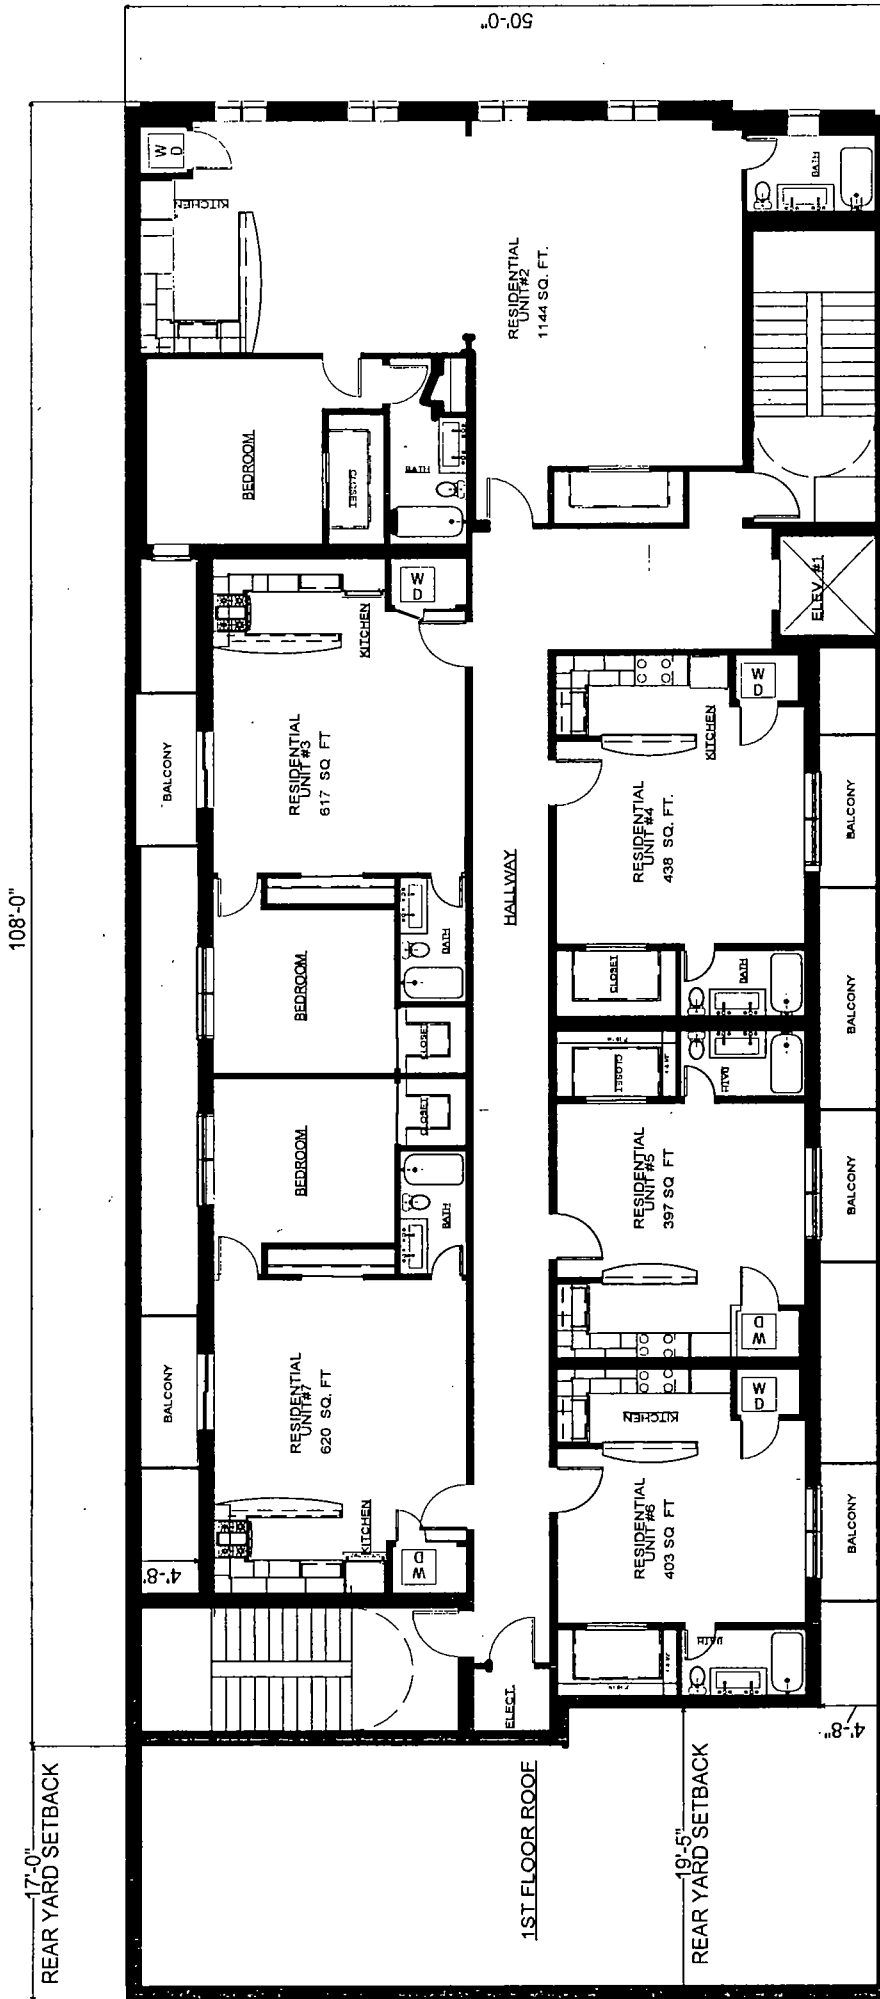 50'-0"
108'-0"
W
D
KITCHEN
BATH
RESIDENTIAL
UNIT#2
1144 SQ. FT.
BEDROOM
CLOSET
BATH
ELEV. #1
W
D
KITCHEN
RESIDENTIAL
UNIT #3
617 SQ FT
BALCONY
BEDROOM
BATH
CLOSET
HALLWAY
W
D
KITCHEN
RESIDENTIAL
UNIT #4
438 SQ. FT.
BALCONY
CLOSET
BATH
BALCONY
CLOSET
BATH
RESIDENTIAL
UNIT #5
397 SQ FT
BALCONY
W
D
CLOSET
BEDROOM
BATH
RESIDENTIAL
UNIT#7
620 SQ. FT
BALCONY
KITCHEN
W
D
4'-8"
W
D
KITCHEN
RESIDENTIAL
UNIT #6
403 SQ FT
BALCONY
BATH
ELECT.
4'-8"
1ST FLOOR ROOF
17'-0"
REAR YARD SETBACK
19'-5"
REAR YARD SETBACK